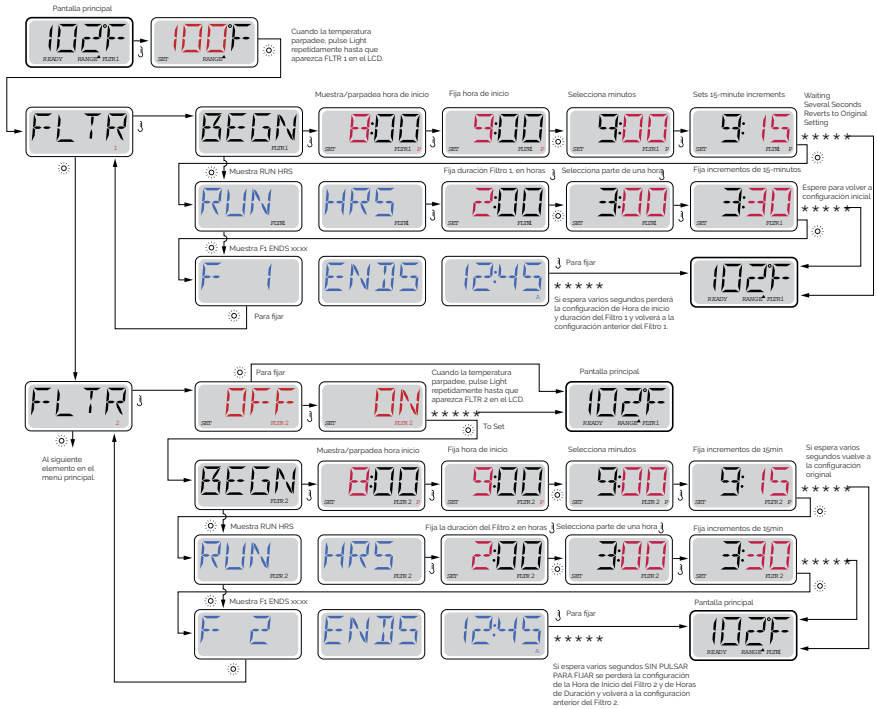 Pantalla principal
102°F
READY RANGE FLTR1
100°F
SET RANGE
Cuando la temperatura
parpadee, pulse Light
repetidamente hasta que
aparezca FLTR 1 en el LCD.
Muestra/parpadea hora de inicio
Fija hora de inicio
Selecciona minutos
Sets 15-minute increments
Waiting
Several Seconds
Reverts to Original
Setting
FLTR
1
BEGN
FLTR1
8:00
SET FLTR1 P
9:00
SET FLTR1 P
9:00
SET FLTR1 P
9:15
SET FLTR1 P
* * * * *
Muestra RUN HRS
Fija duración Filtro 1, en horas
Selecciona parte de una hora
Fija incrementos de 15-minutos
Espere para volver a
configuración inicial
RUN
FLTR1
HRS
FLTR1
2:00
SET FLTR1
3:00
SET FLTR1
3:30
SET FLTR1
* * * * *
Muestra F1 ENDS xx:xx
F 1
ENDS
12:45
A
Para fijar
* * * * *
Si espera varios segundos perderá
la configuración de Hora de inicio
y duración del Filtro 1 y volverá a la
configuración anterior del Filtro 1.
102°F
READY RANGE FLTR1
Para fijar
FLTR
2
Al siguiente
elemento en el
menú principal.
Para fijar
OFF
SET FLTR2
ON
SET FLTR2
Cuando la temperatura
parpadee, pulse Light
repetidamente hasta que
aparezca FLTR 2 en el LCD.
* * * * *
To Set
Pantalla principal
102°F
READY RANGE FLTR1
Muestra/parpadea hora inicio
Fija hora de inicio
Selecciona minutos
Fija incrementos de 15min
Si espera varios
segundos vuelve a
la configuración
original
BEGN
FLTR2
8:00
SET FLTR2 P
9:00
SET FLTR2 P
9:00
SET FLTR2 P
9:15
SET FLTR2 P
* * * * *
Muestra RUN HRS
Fija la duración del Filtro 2 en horas
Selecciona parte de una hora
Fija incrementos de 15min
RUN
FLTR2
HRS
2:00
SET FLTR2
3:00
SET FLTR2
3:30
SET FLTR2
* * * * *
Muestra F1 ENDS xx:xx
F 2
ENDS
12:45
A
Para fijar
* * * * *
Si espera varios segundos SIN PULSAR
PARA FIJAR se perderá la configuración
de la Hora de Inicio del Filtro 2 y de Horas
de Duración y volverá a la configuración
anterior del Filtro 2.
Pantalla principal
102°F
READY RANGE FLTR1